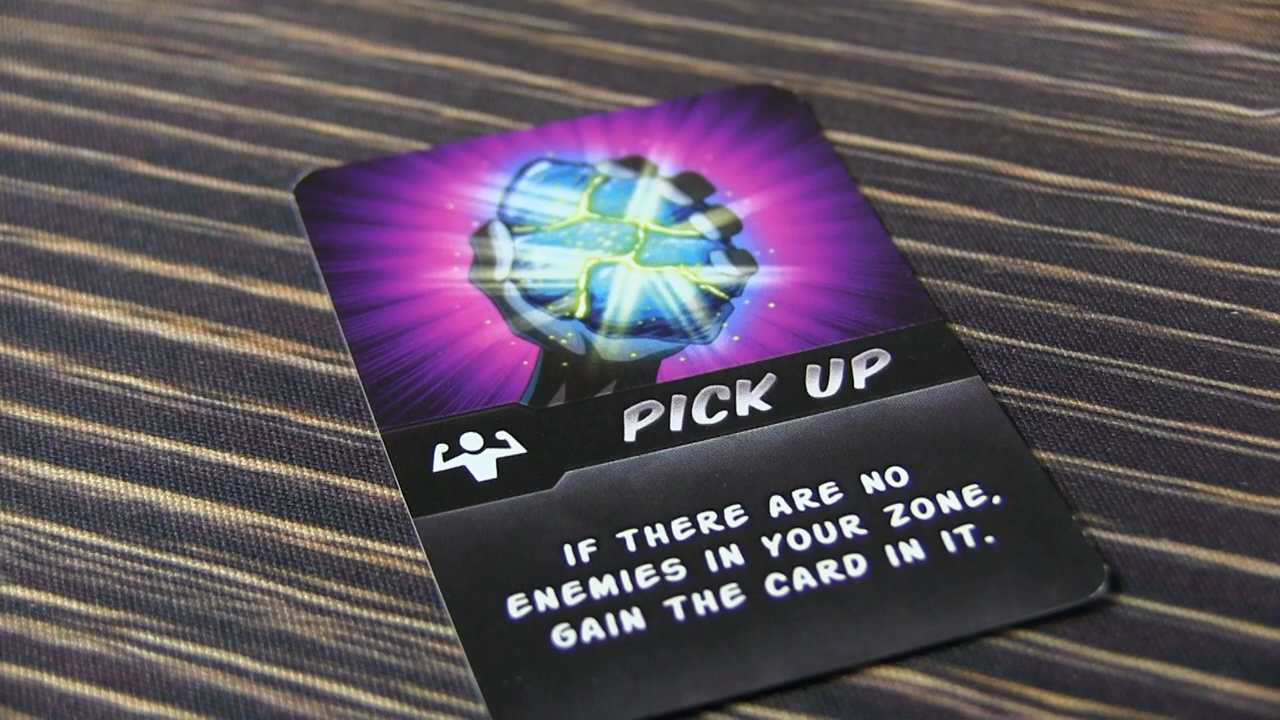 PICK UP
IF THERE ARE NO
ENEMIES IN YOUR ZONE,
GAIN THE CARD IN IT.